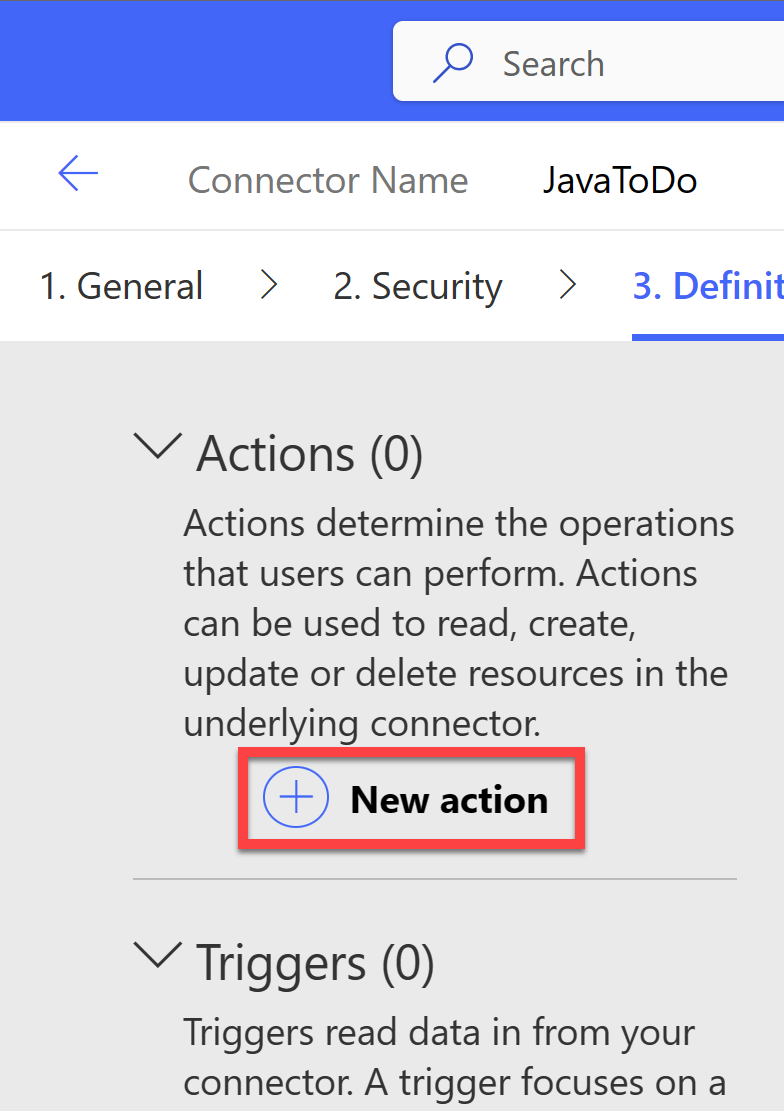 Search
Connector Name JavaToDo
1. General 2. Security 3. Definit
Actions (0)
Actions determine the operations
that users can perform. Actions
can be used to read, create,
update or delete resources in the
underlying connector.
New action
Triggers (0)
Triggers read data in from your
connector. A trigger focuses on a